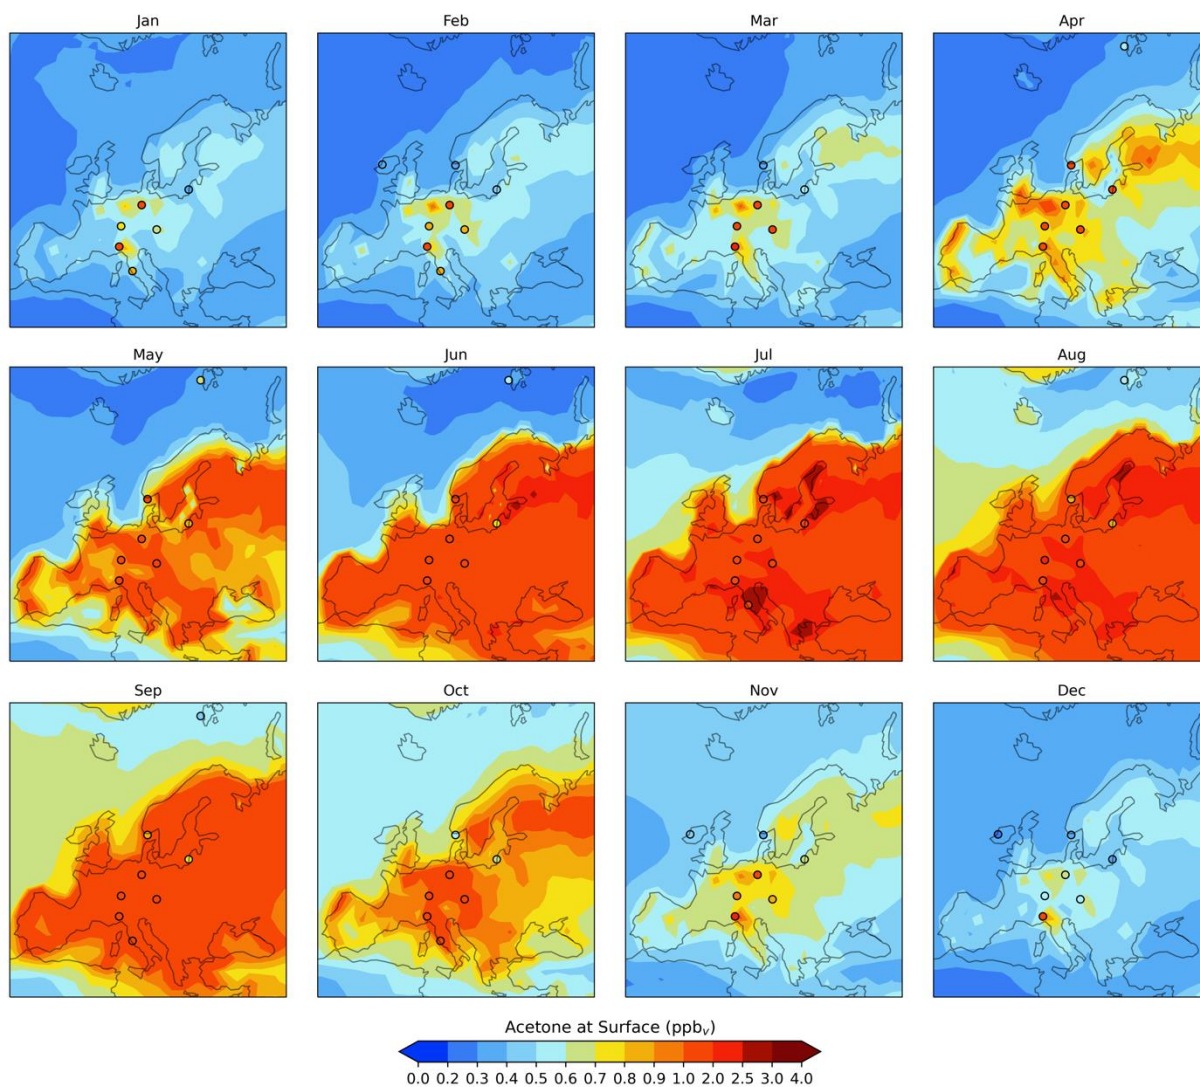 Jan Feb Mar Apr
May Jun Jul Aug
Sep Oct Nov Dec
Acetone at Surface (ppbv)
0.0 0.2 0.3 0.4 0.5 0.6 0.7 0.8 0.9 1.0 2.0 2.5 3.0 4.0